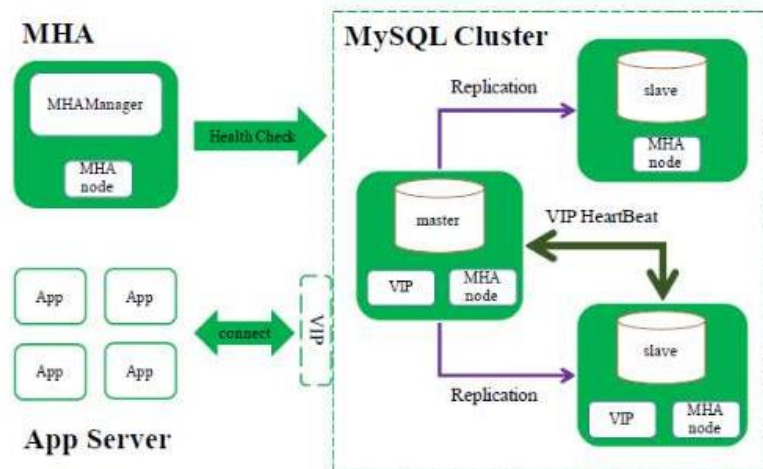 MHA
MHAManager
MHA
node
Health Check
MySQL Cluster
Replication
slave
MHA
node
master
VIP
MHA
node
VIP HeartBeat
App
App
App
App
connect
VIP
App Server
Replication
slave
VIP
MHA
node